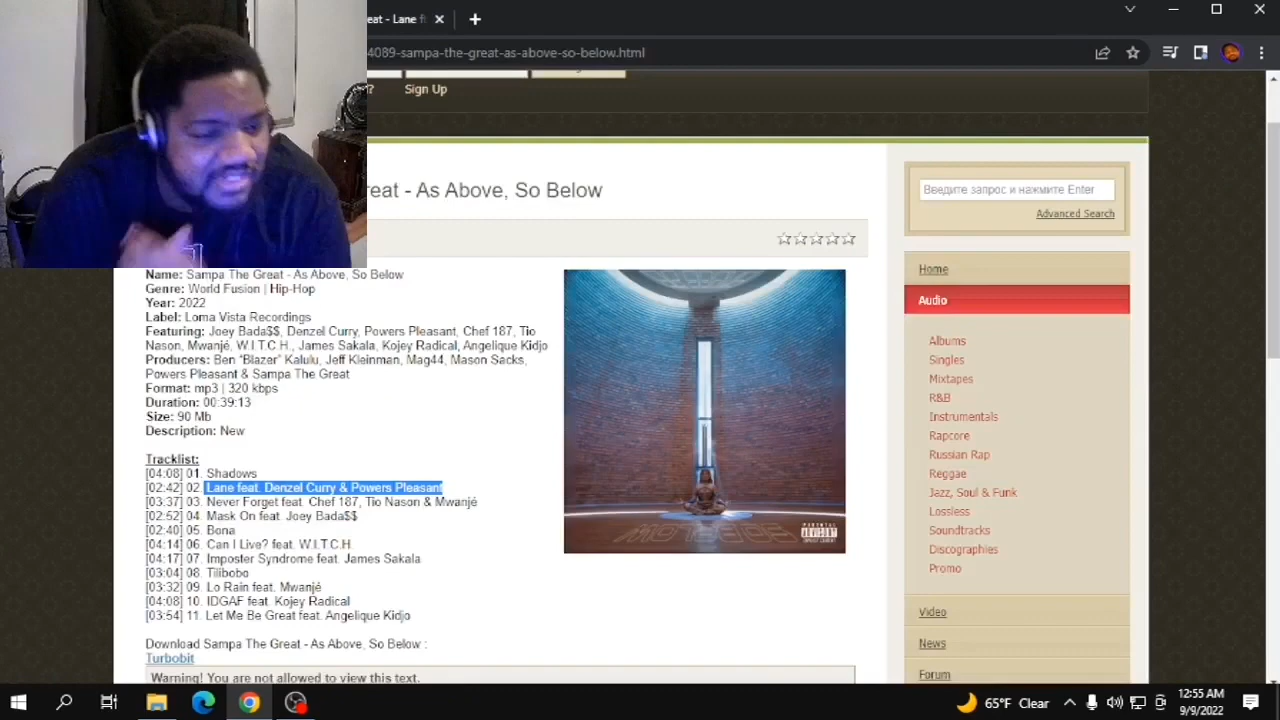 eat - Lane f
4089-sampa-the-great-as-above-so-below.html
?
Sign Up
reat - As Above, So Below
Введите запрос и нажмите Enter
Advanced Search
Name: Sampa The Great - As Above, So Below
Genre: World Fusion | Hip-Hop
Year: 2022
Label: Loma Vista Recordings
Featuring: Joey Bada$$, Denzel Curry, Powers Pleasant, Chef 187, Tio
Nason, Mwanjé, W.I.T.C.H., James Sakala, Kojey Radical, Angelique Kidjo
Producers: Ben “Blazer” Kalulu, Jeff Kleinman, Mag44, Mason Sacks,
Powers Pleasant & Sampa The Great
Format: mp3 | 320 kbps
Duration: 00:39:13
Size: 90 Mb
Description: New
Tracklist:
[04:08] 01. Shadows
[02:42] 02. Lane feat. Denzel Curry & Powers Pleasant
[03:37] 03. Never Forget feat. Chef 187, Tio Nason & Mwanjé
[02:52] 04. Mask On feat. Joey Bada$$
[02:40] 05. Bona
[04:14] 06. Can I Live? feat. W.I.T.C.H.
[04:17] 07. Imposter Syndrome feat. James Sakala
[03:04] 08. Tilibobo
[03:32] 09. Lo Rain feat. Mwanjé
[04:08] 10. IDGAF feat. Kojey Radical
[03:54] 11. Let Me Be Great feat. Angelique Kidjo
Download Sampa The Great - As Above, So Below :
Turbobit
Warning! You are not allowed to view this text.
PARENTAL
ADVISORY
Home
Audio
Albums
Singles
Mixtapes
R&B
Instrumentals
Rapcore
Russian Rap
Reggae
Jazz, Soul & Funk
Lossless
Soundtracks
Discographies
Promo
Video
News
Forum
65°F Clear
12:55 AM
9/9/2022